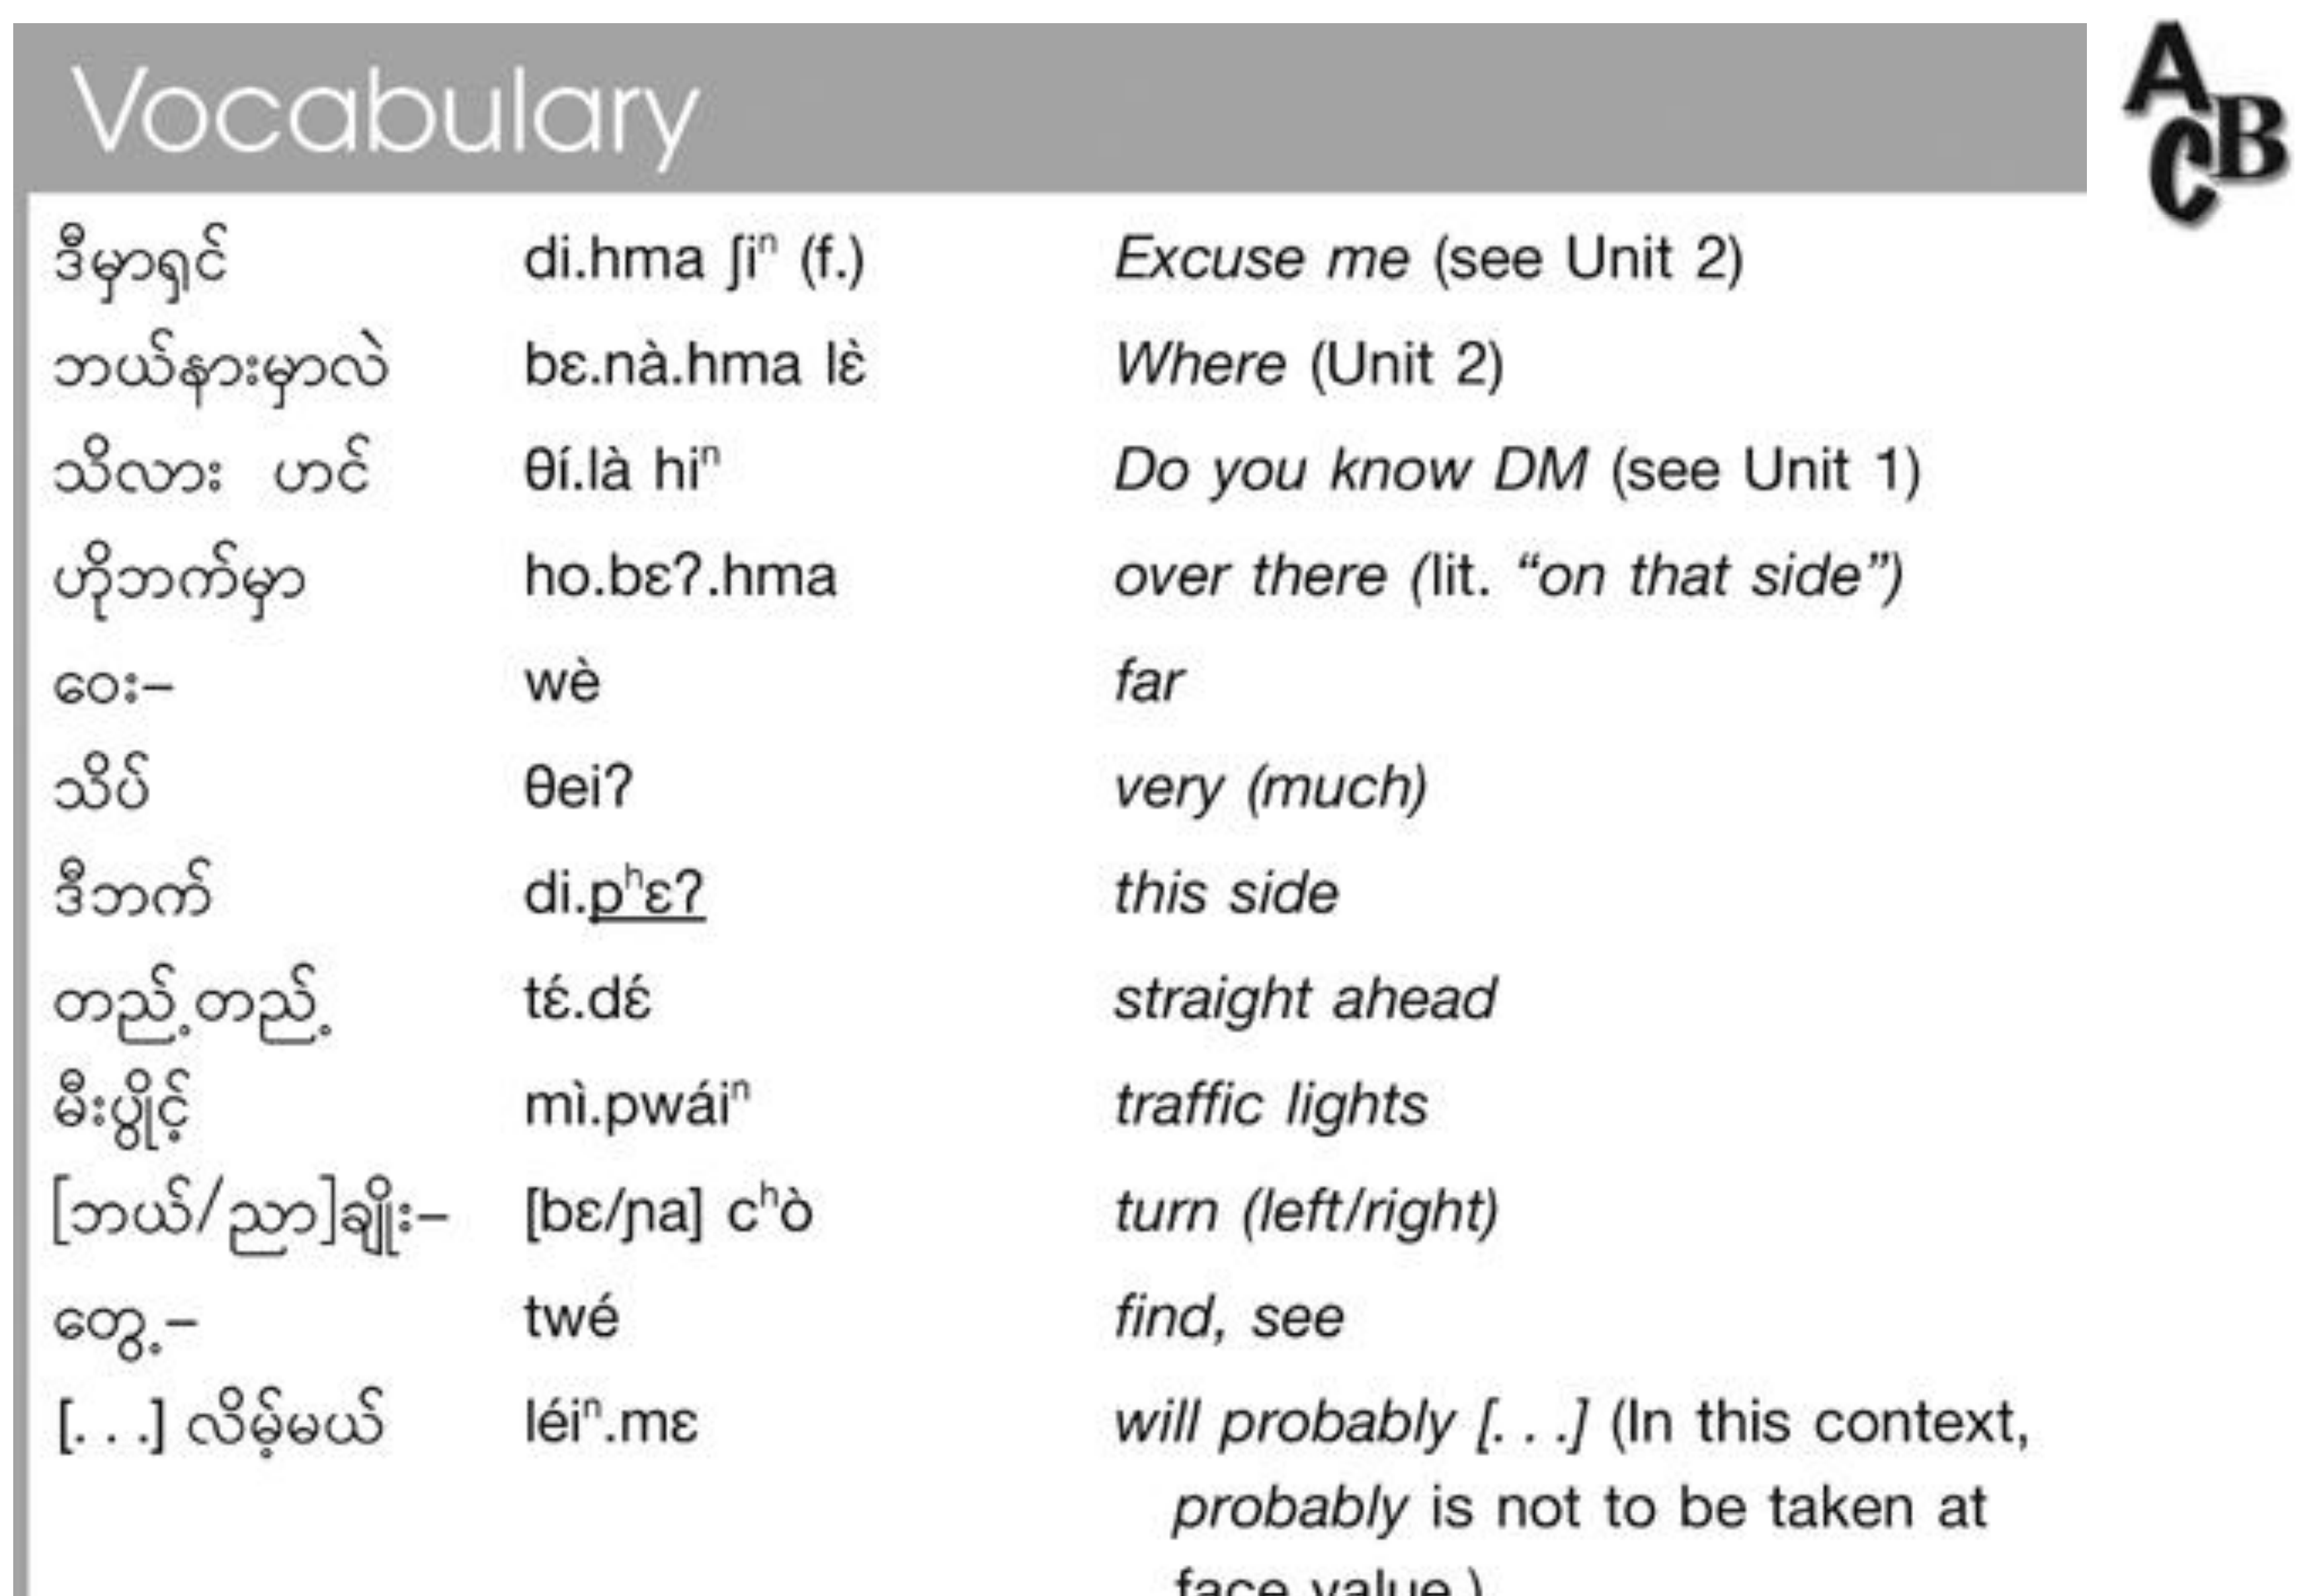 Vocabulary
A
B
C
ဒီမှာရှင် di.hma ʃiⁿ (f.) Excuse me (see Unit 2)
ဘယ်နားမှာလဲ bɛ.nà.hma lɛ̀ Where (Unit 2)
သိလား ဟင် θí.là hiⁿ Do you know DM (see Unit 1)
ဟိုဘက်မှာ ho.bɛʔ.hma over there (lit. “on that side”)
ဝေး– wè far
သိပ် θeiʔ very (much)
ဒီဘက် di.pʰɛʔ this side
တည့်တည့် tɛ́.dɛ́ straight ahead
မီးပွိုင့် mì.pwáiⁿ traffic lights
[ဘယ်/ညာ]ချိုး– [bɛ/ɲa] cʰò turn (left/right)
တွေ့– twé find, see
[. . .] လိမ့်မယ် léiⁿ.mɛ will probably [. . .] (In this context,
probably is not to be taken at
face value.)